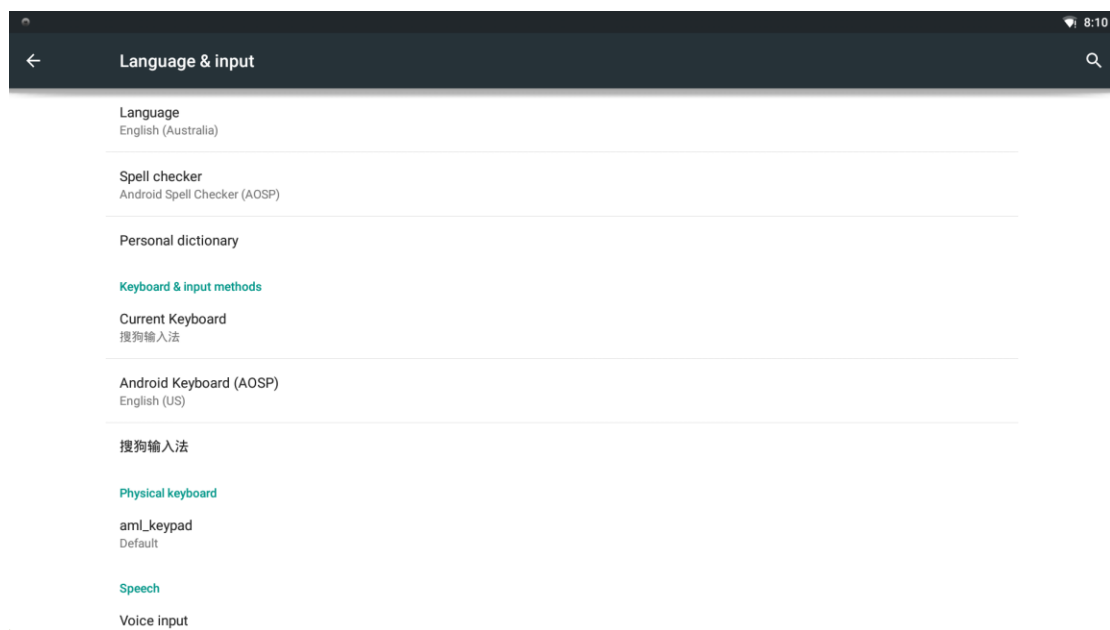 8:10
Language & input
Language
English (Australia)
Spell checker
Android Spell Checker (AOSP)
Personal dictionary
Keyboard & input methods
Current Keyboard
搜狗输入法
Android Keyboard (AOSP)
English (US)
搜狗输入法
Physical keyboard
aml_keypad
Default
Speech
Voice input